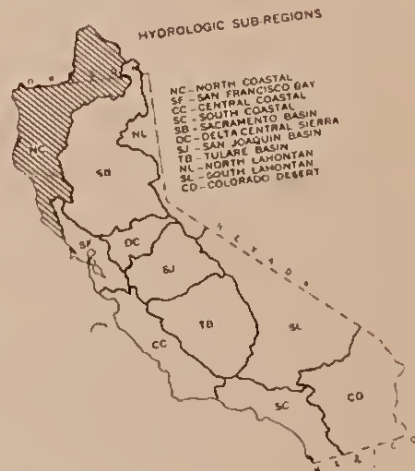 HYDROLOGIC SUB-REGIONS
NC-NORTH COASTAL
SF-SAN FRANCISCO BAY
CC-CENTRAL COASTAL
SC-SOUTH COASTAL
SB-SACRAMENTO BASIN
DC-DELTA CENTRAL SIERRA
SJ-SAN JOAQUIN BASIN
TB-TULARE BASIN
NL-NORTH LAHONTAN
SL-SOUTH LAHONTAN
CD-COLORADO DESERT
NC
NL
SB
SF
DC
SJ
CC
TB
SL
SC
CD